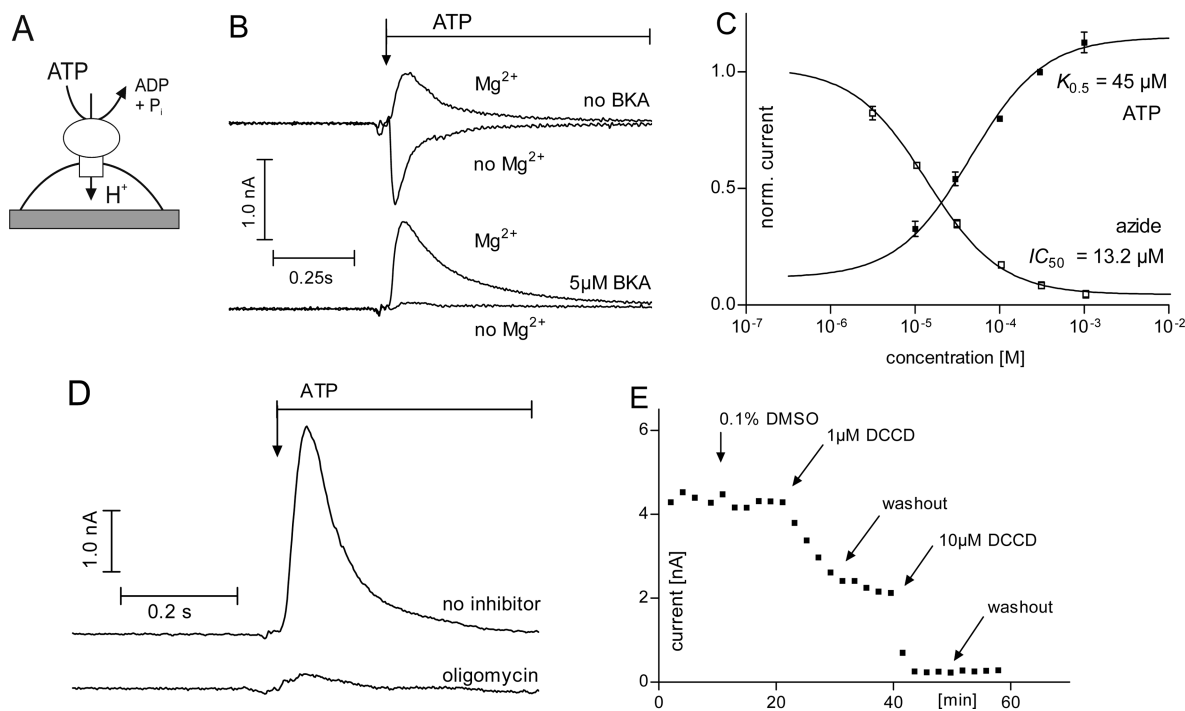 A
ATP
ADP
+ Pi
H+
B
ATP
Mg2+
no BKA
no Mg2+
1.0 nA
0.25s
Mg2+
5µM BKA
no Mg2+
C
norm. current
1.0
0.5
0.0
K0.5 = 45 µM
ATP
azide
IC50 = 13.2 µM
10-7
10-6
10-5
10-4
10-3
10-2
concentration [M]
D
ATP
1.0 nA
0.2 s
no inhibitor
oligomycin
E
current [nA]
6
4
2
0
0.1% DMSO
1µM DCCD
washout
10µM DCCD
washout
0
20
40
[min]
60